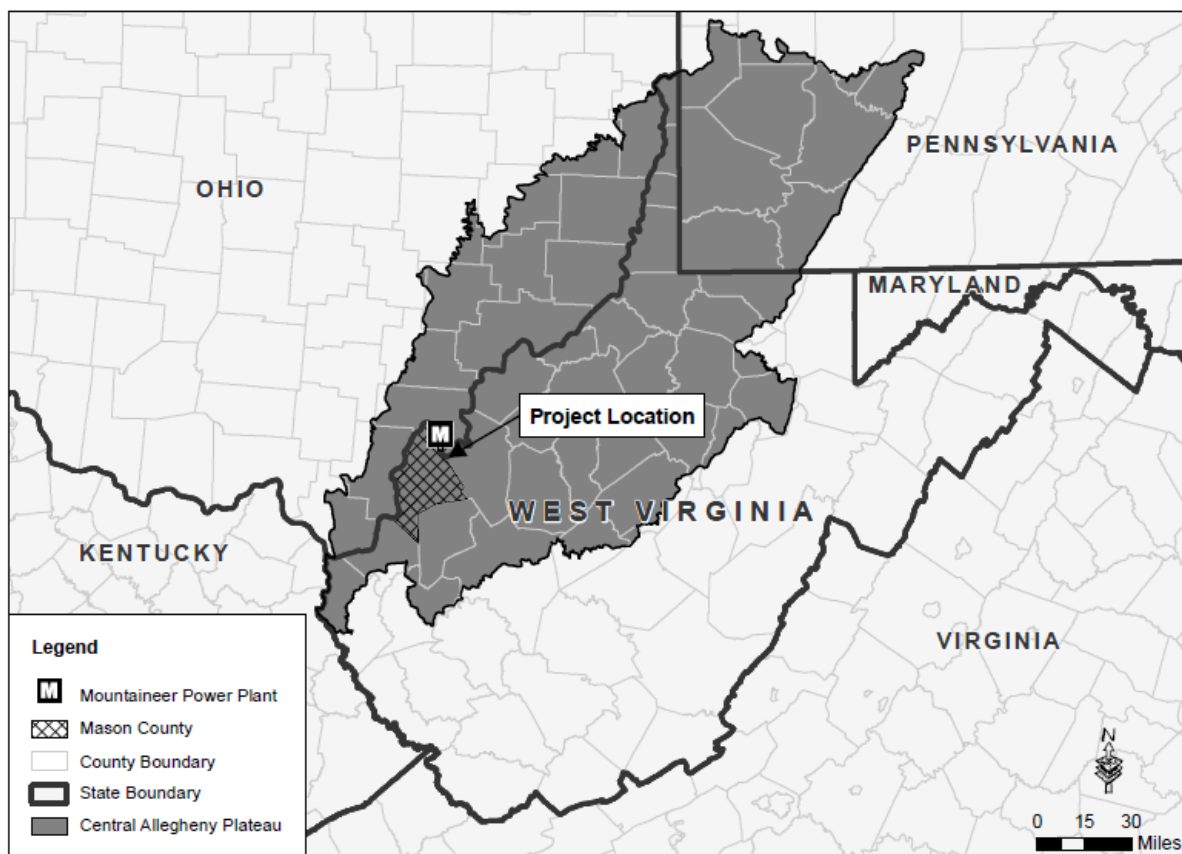 PENNSYLVANIA
OHIO
MARYLAND
Project Location
M
WEST VIRGINIA
KENTUCKY
VIRGINIA
Legend
M Mountaineer Power Plant
Mason County
County Boundary
State Boundary
Central Allegheny Plateau
N
0 15 30
Miles